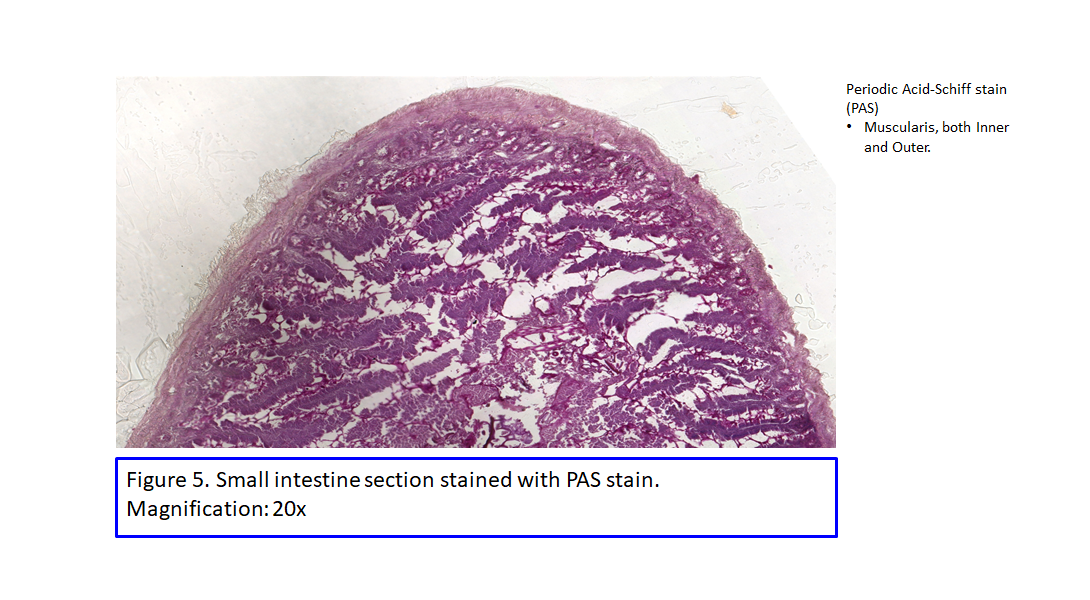 Periodic Acid-Schiff stain
(PAS)
• Muscularis, both Inner
and Outer.
Figure 5. Small intestine section stained with PAS stain.
Magnification: 20x